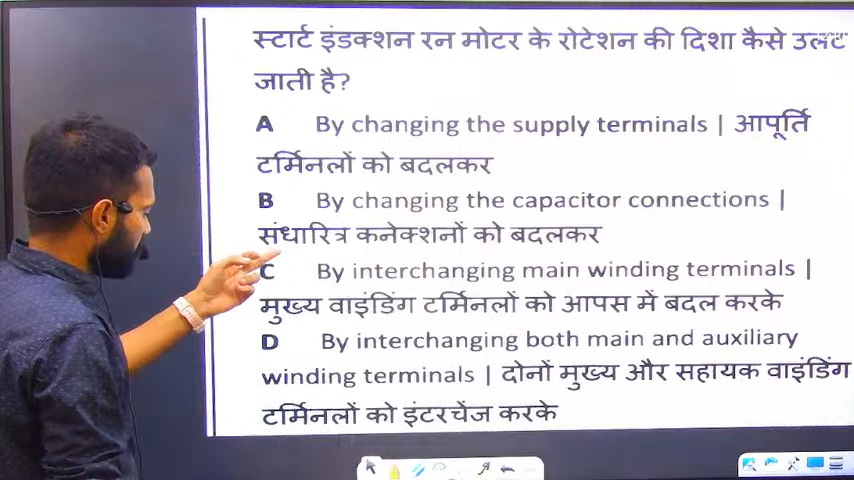 स्टार्ट इंडक्शन रन मोटर के रोटेशन की दिशा कैसे उलट
जाती है?
A By changing the supply terminals | आपूर्ति
टर्मिनलों को बदलकर
B By changing the capacitor connections |
संधारित्र कनेक्शनों को बदलकर
C By interchanging main winding terminals |
मुख्य वाइंडिंग टर्मिनलों को आपस में बदल करके
D By interchanging both main and auxiliary
winding terminals | दोनों मुख्य और सहायक वाइंडिंग
टर्मिनलों को इंटरचेंज करके